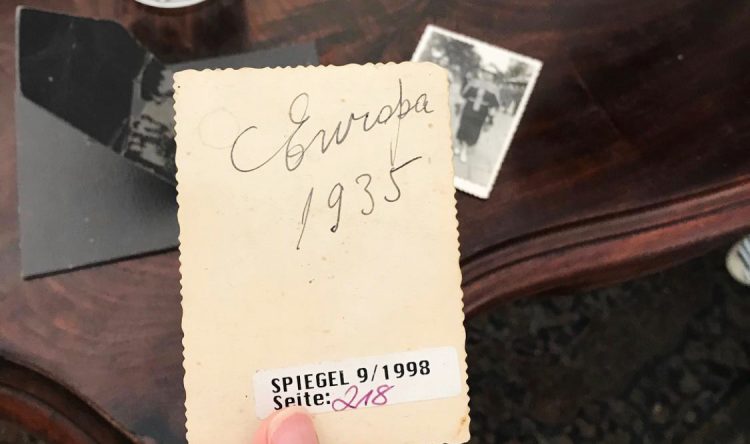 Europa
1935
SPIEGEL 9/1998
Seite: 218